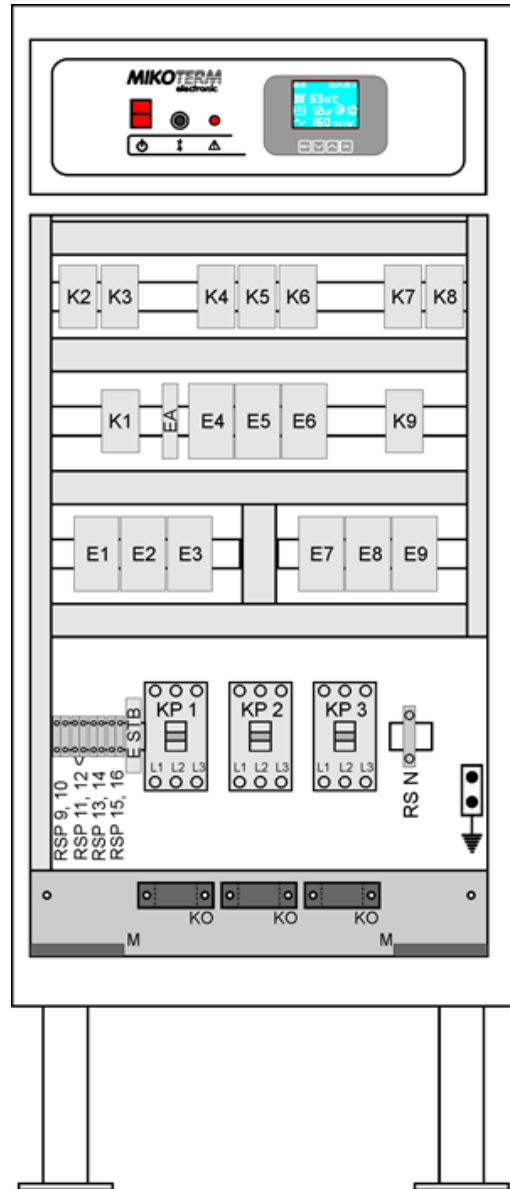 MIKOTERM
electronic
63
K2 K3 K4 K5 K6 K7 K8
K1 EA E4 E5 E6 K9
E1 E2 E3 E7 E8 E9
KP 1 KP 2 KP 3
L1 L2 L3 L1 L2 L3 L1 L2 L3
E STB
RSP 9, 10
RSP 11, 12 <
RSP 13, 14
RSP 15, 16
RS N
KO KO KO
M M